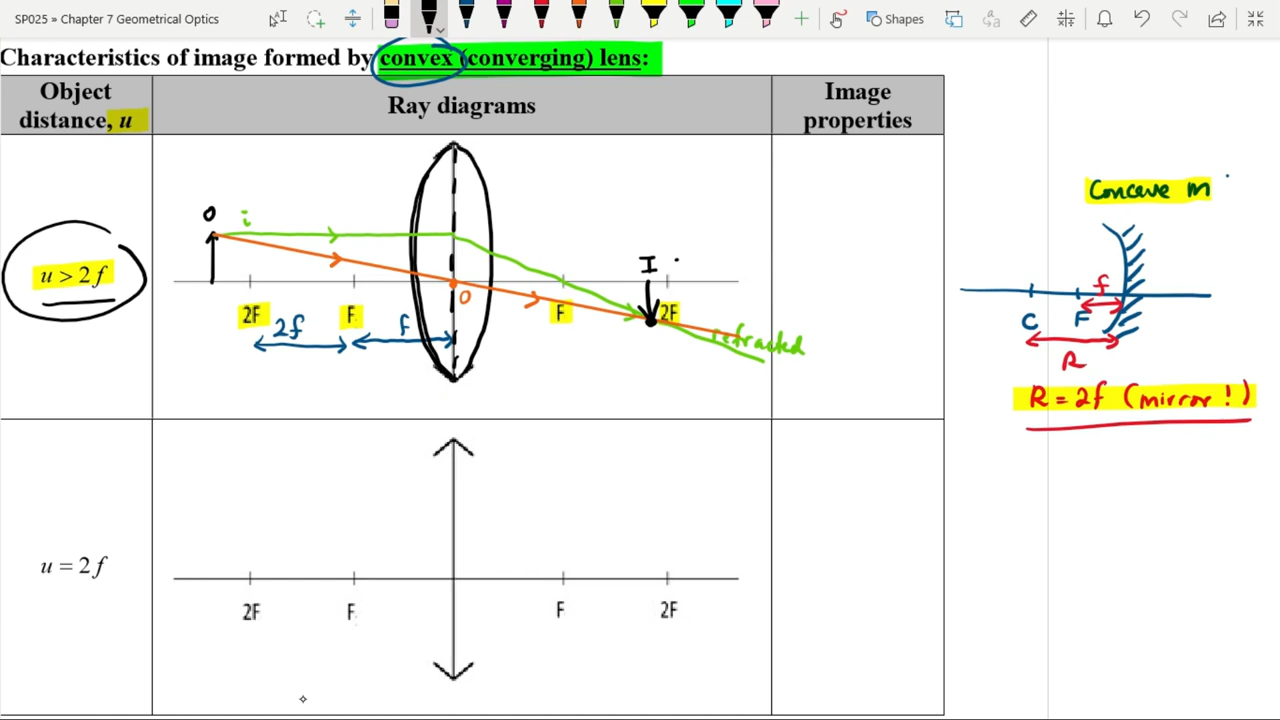 SP025 » Chapter 7 Geometrical Optics
Shapes
Characteristics of image formed by convex (converging) lens:
Object distance, u
Ray diagrams
Image properties
u > 2f
O
i
I
O
2F
F
F
2F
2f
f
refracted
Concave m
f
C
F
R
R = 2f (mirror !)
u = 2f
2F
F
F
2F